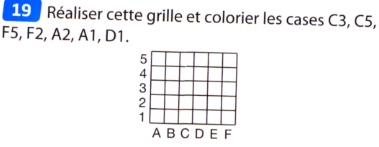 19 Réaliser cette grille et colorier les cases C3, C5,
F5, F2, A2, A1, D1.
5
4
3
2
1
A B C D E F